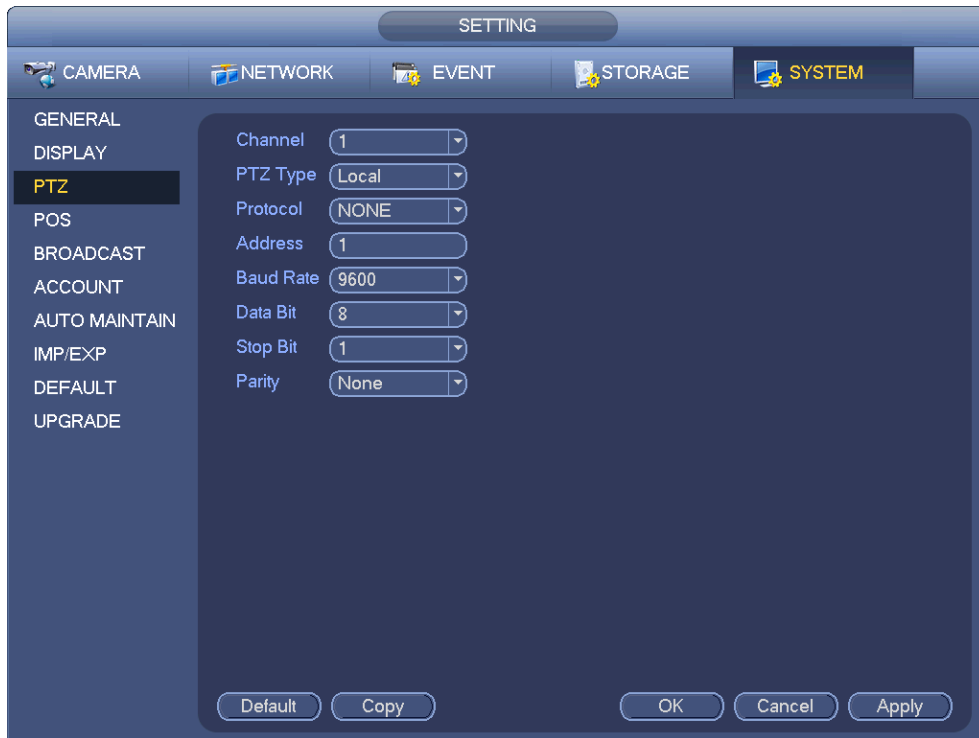 SETTING
CAMERA NETWORK EVENT STORAGE SYSTEM
GENERAL
DISPLAY
PTZ
POS
BROADCAST
ACCOUNT
AUTO MAINTAIN
IMP/EXP
DEFAULT
UPGRADE
Channel 1
PTZ Type Local
Protocol NONE
Address 1
Baud Rate 9600
Data Bit 8
Stop Bit 1
Parity None
Default Copy OK Cancel Apply